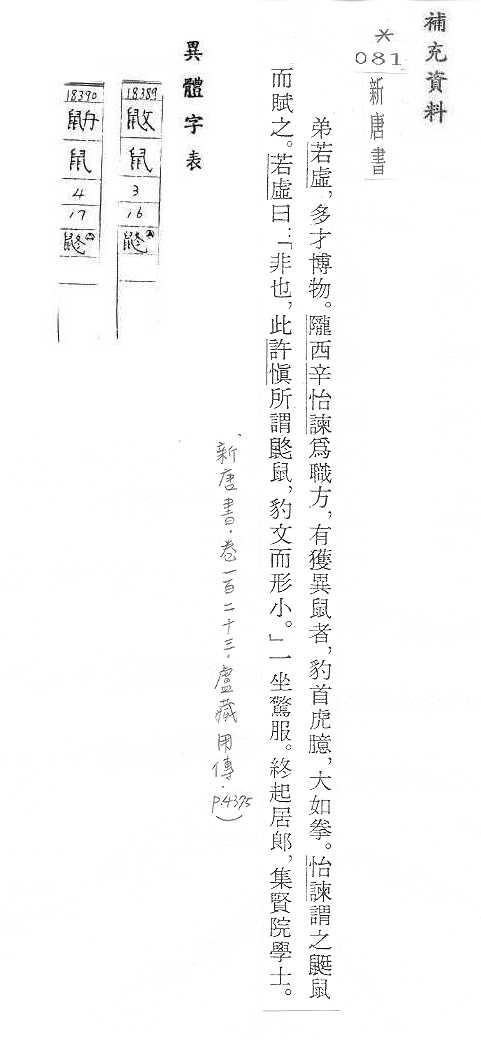 補充資料
*
081
新唐書
弟若虛，多才博物。隴西辛怡諫爲職方，有獲異鼠者，豹首虎臆，大如拳。怡諫謂之鼮鼠
而賦之。若虛曰：「非也，此許慎所謂鼨鼠，豹文而形小。」一坐驚服。終起居郎，集賢院學士。
新唐書．卷一百二十三．盧藏用傳．p.4375)
異體字表
18389
鼠
3
16
鼨
18390
鼠
4
17
鼨